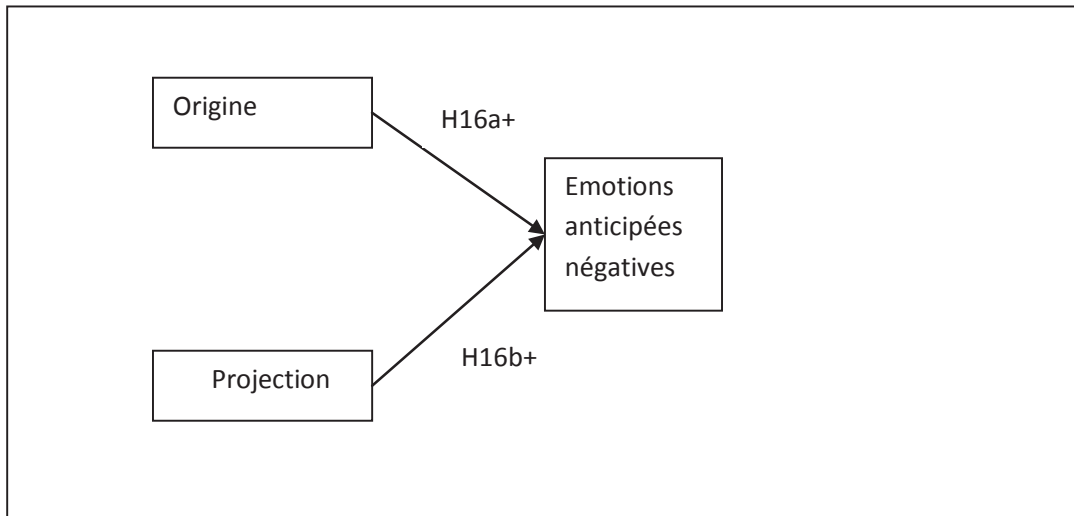 Origine
H16a+
Emotions
anticipées
négatives
H16b+
Projection